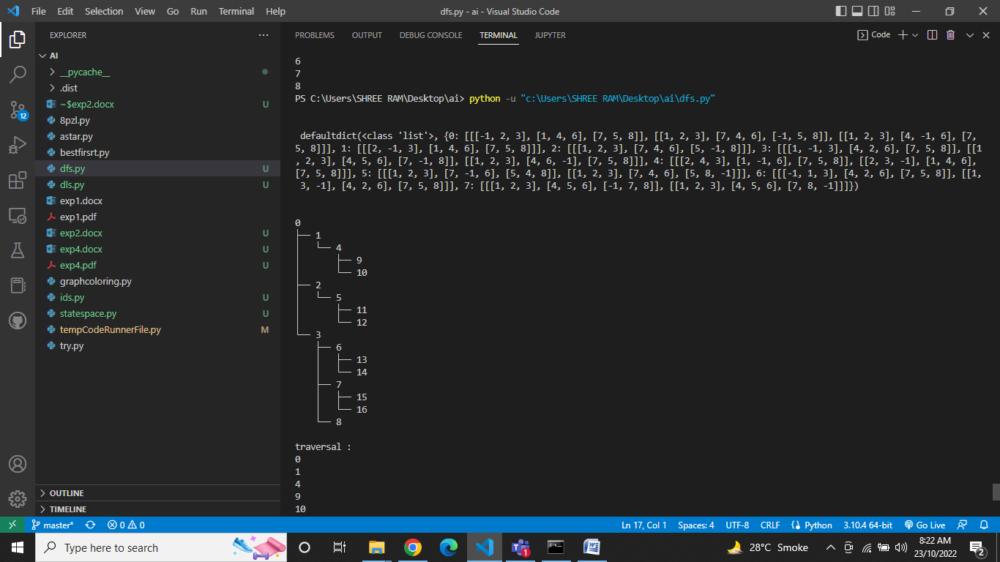 File Edit Selection View Go Run Terminal Help
dfs.py - ai - Visual Studio Code
EXPLORER
AI
__pycache__
.dist
~$exp2.docx U
8pzl.py
astar.py
bestfirsrt.py
dfs.py U
dls.py U
exp1.docx
exp1.pdf
exp2.docx U
exp4.docx U
exp4.pdf U
graphcoloring.py
ids.py U
statespace.py U
tempCodeRunnerFile.py M
try.py
OUTLINE
TIMELINE
12
PROBLEMS OUTPUT DEBUG CONSOLE TERMINAL JUPYTER
Code
6
7
8
PS C:\Users\SHREE RAM\Desktop\ai> python -u "c:\Users\SHREE RAM\Desktop\ai\dfs.py"
defaultdict(<class 'list'>, {0: [[[-1, 2, 3], [1, 4, 6], [7, 5, 8]], [[1, 2, 3], [7, 4, 6], [-1, 5, 8]], [[1, 2, 3], [4, -1, 6], [7,
5, 8]]], 1: [[[2, -1, 3], [1, 4, 6], [7, 5, 8]]], 2: [[[1, 2, 3], [7, 4, 6], [5, -1, 8]]], 3: [[[1, -1, 3], [4, 2, 6], [7, 5, 8]], [[1
, 2, 3], [4, 5, 6], [7, -1, 8]], [[1, 2, 3], [4, 6, -1], [7, 5, 8]]], 4: [[[2, 4, 3], [1, -1, 6], [7, 5, 8]], [[2, 3, -1], [1, 4, 6],
[7, 5, 8]]], 5: [[[1, 2, 3], [7, -1, 6], [5, 4, 8]], [[1, 2, 3], [7, 4, 6], [5, 8, -1]]], 6: [[[-1, 1, 3], [4, 2, 6], [7, 5, 8]], [[1,
3, -1], [4, 2, 6], [7, 5, 8]]], 7: [[[1, 2, 3], [4, 5, 6], [-1, 7, 8]], [[1, 2, 3], [4, 5, 6], [7, 8, -1]]]})
0
├── 1
│   └── 4
│       ├── 9
│       └── 10
├── 2
│   └── 5
│       ├── 11
│       └── 12
└── 3
    ├── 6
    │   ├── 13
    │   └── 14
    ├── 7
    │   ├── 15
    │   └── 16
    └── 8
traversal :
0
1
4
9
10
master* 0 0 Ln 17, Col 1 Spaces: 4 UTF-8 CRLF Python 3.10.4 64-bit Go Live
Type here to search
1
28°C Smoke
8:22 AM
23/10/2022
2